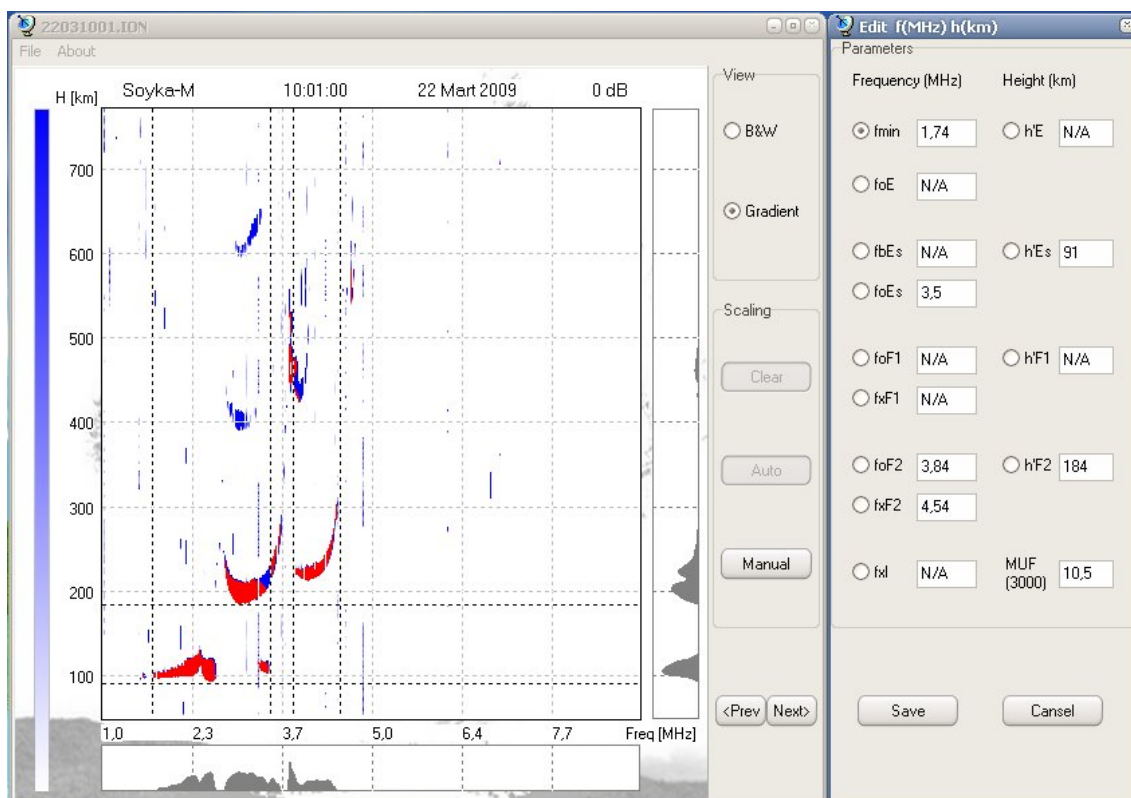 22031001.ION
File About
H [km] Soyka-M 10:01:00 22 Mart 2009 0 dB
700
600
500
400
300
200
100
1,0 2,3 3,7 5,0 6,4 7,7 Freq [MHz]
View
B&W
Gradient
Scaling
Clear
Auto
Manual
<Prev Next>
Edit f(MHz) h(km)
Parameters
Frequency (MHz) Height (km)
fmin 1,74 h'E N/A
foE N/A
fbEs N/A h'Es 91
foEs 3,5
foF1 N/A h'F1 N/A
fxF1 N/A
foF2 3,84 h'F2 184
fxF2 4,54
fxI N/A MUF (3000) 10,5
Save Cansel